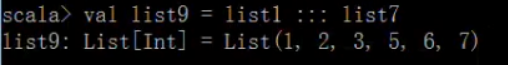 scala> val list9 = list1 ::: list7
list9: List[Int] = List(1, 2, 3, 5, 6, 7)